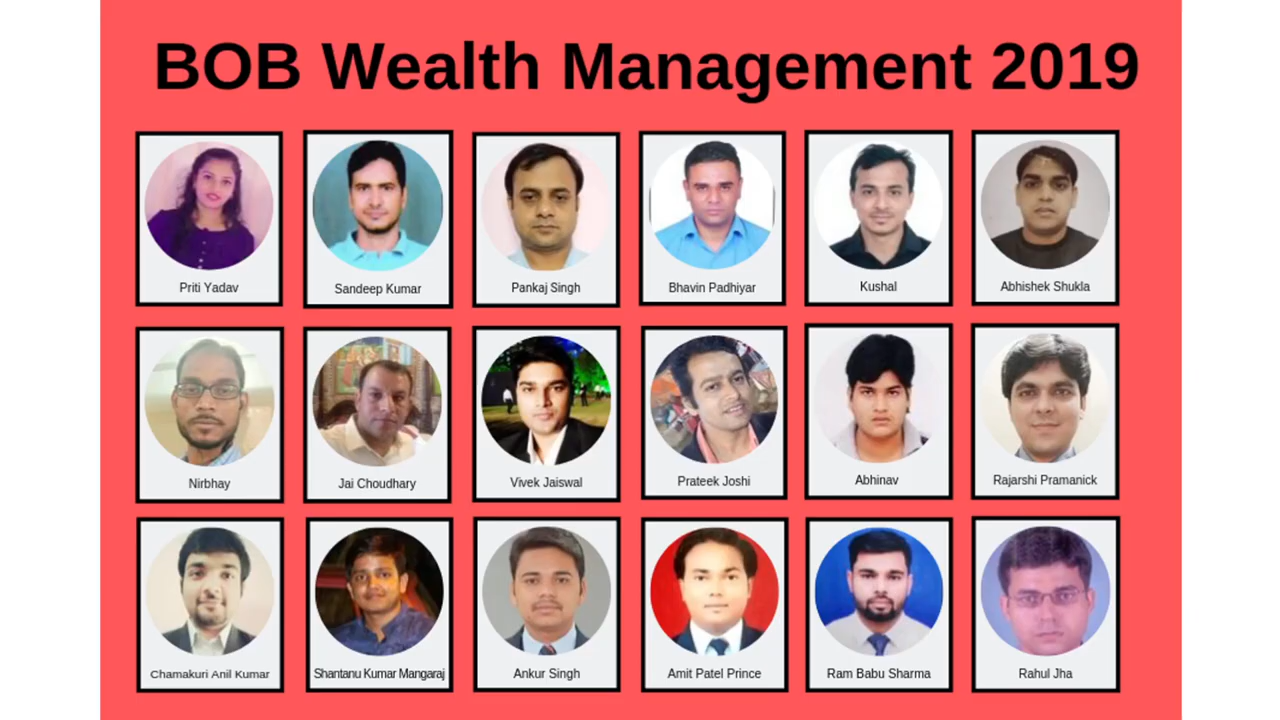 BOB Wealth Management 2019
Priti Yadav
Sandeep Kumar
Pankaj Singh
Bhavin Padhiyar
Kushal
Abhishek Shukla
Nirbhay
Jai Choudhary
Vivek Jaiswal
Prateek Joshi
Abhinav
Rajarshi Pramanick
Chamakuri Anil Kumar
Shantanu Kumar Mangaraj
Ankur Singh
Amit Patel Prince
Ram Babu Sharma
Rahul Jha